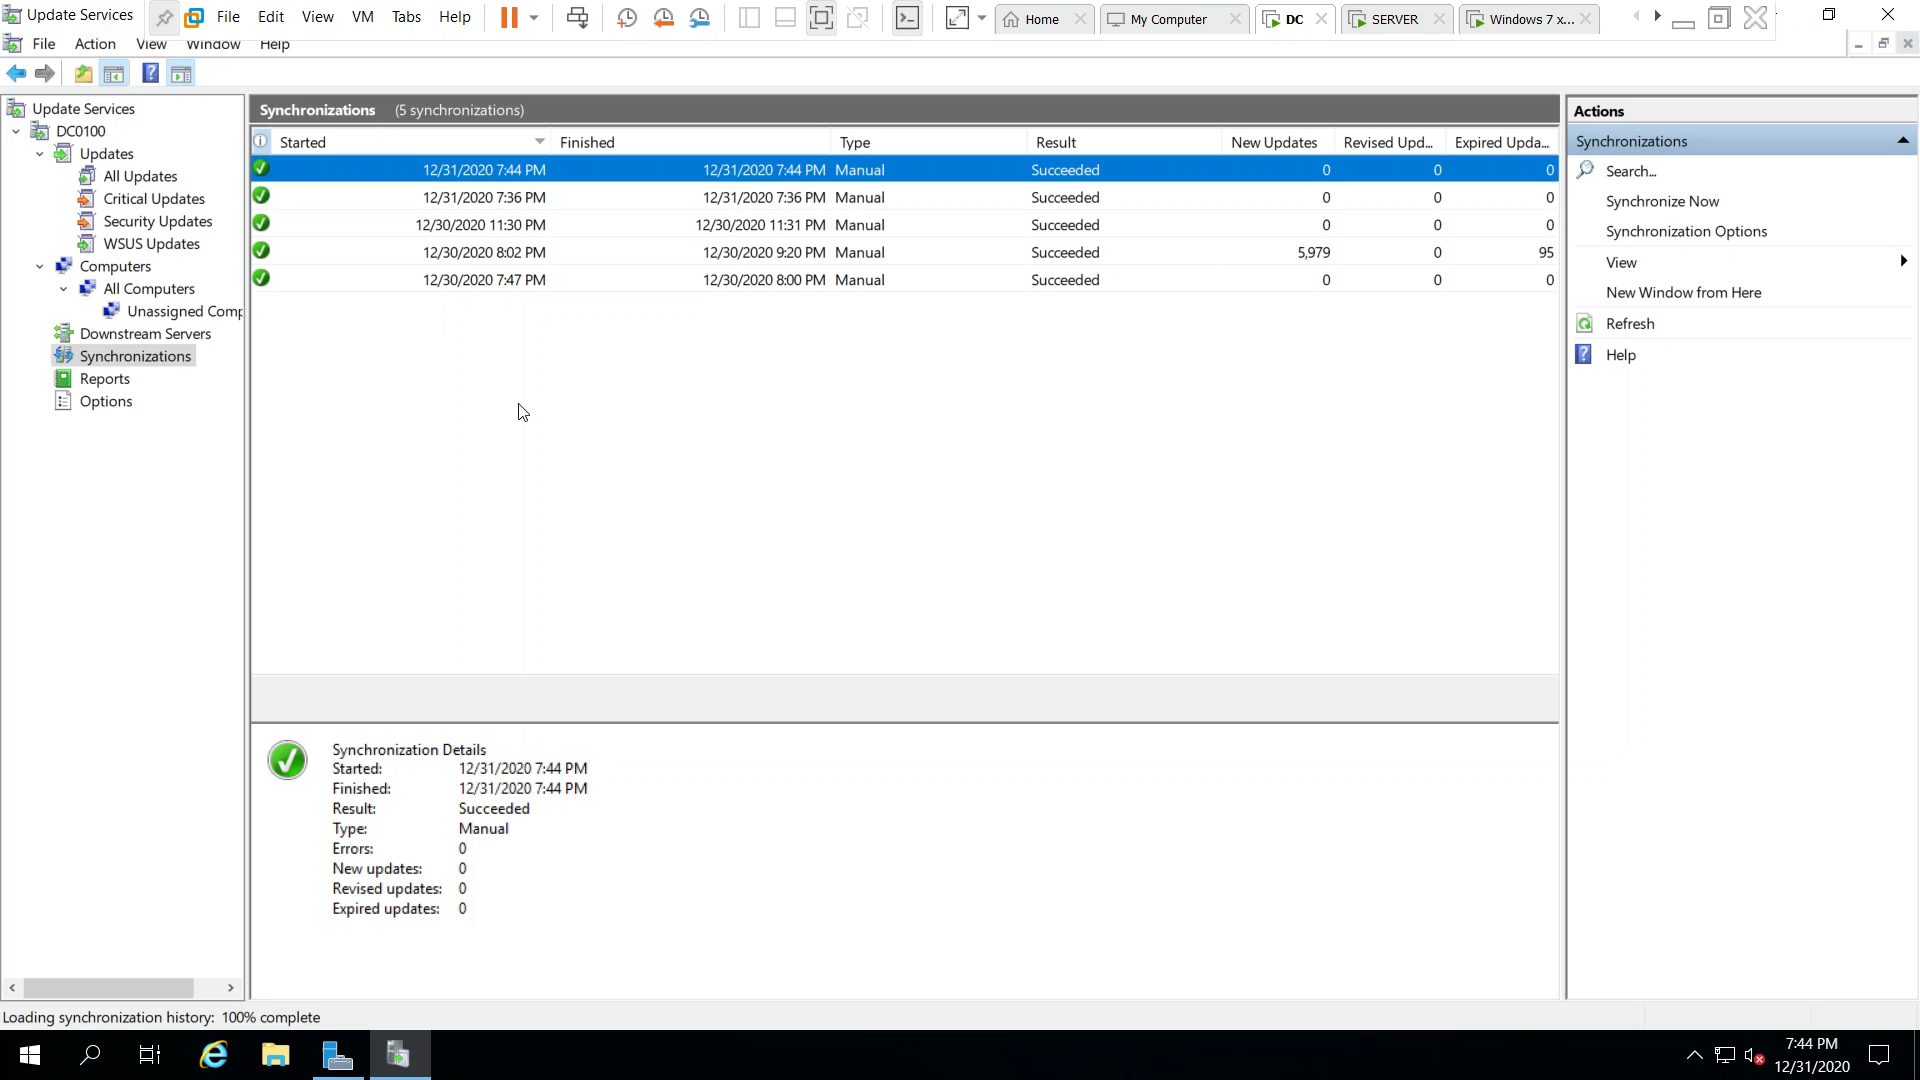 Update Services
File Edit View VM Tabs Help
Home
My Computer
DC
SERVER
Windows 7 x...
File Action View Window Help
Update Services
DC0100
Updates
All Updates
Critical Updates
Security Updates
WSUS Updates
Computers
All Computers
Unassigned Comp
Downstream Servers
Synchronizations
Reports
Options
Synchronizations (5 synchronizations)
Started Finished Type Result New Updates Revised Upd... Expired Upda...
12/31/2020 7:44 PM 12/31/2020 7:44 PM Manual Succeeded 0 0 0
12/31/2020 7:36 PM 12/31/2020 7:36 PM Manual Succeeded 0 0 0
12/30/2020 11:30 PM 12/30/2020 11:31 PM Manual Succeeded 0 0 0
12/30/2020 8:02 PM 12/30/2020 9:20 PM Manual Succeeded 5,979 0 95
12/30/2020 7:47 PM 12/30/2020 8:00 PM Manual Succeeded 0 0 0
Synchronization Details
Started: 12/31/2020 7:44 PM
Finished: 12/31/2020 7:44 PM
Result: Succeeded
Type: Manual
Errors: 0
New updates: 0
Revised updates: 0
Expired updates: 0
Actions
Synchronizations
Search...
Synchronize Now
Synchronization Options
View
New Window from Here
Refresh
Help
Loading synchronization history: 100% complete
7:44 PM
12/31/2020